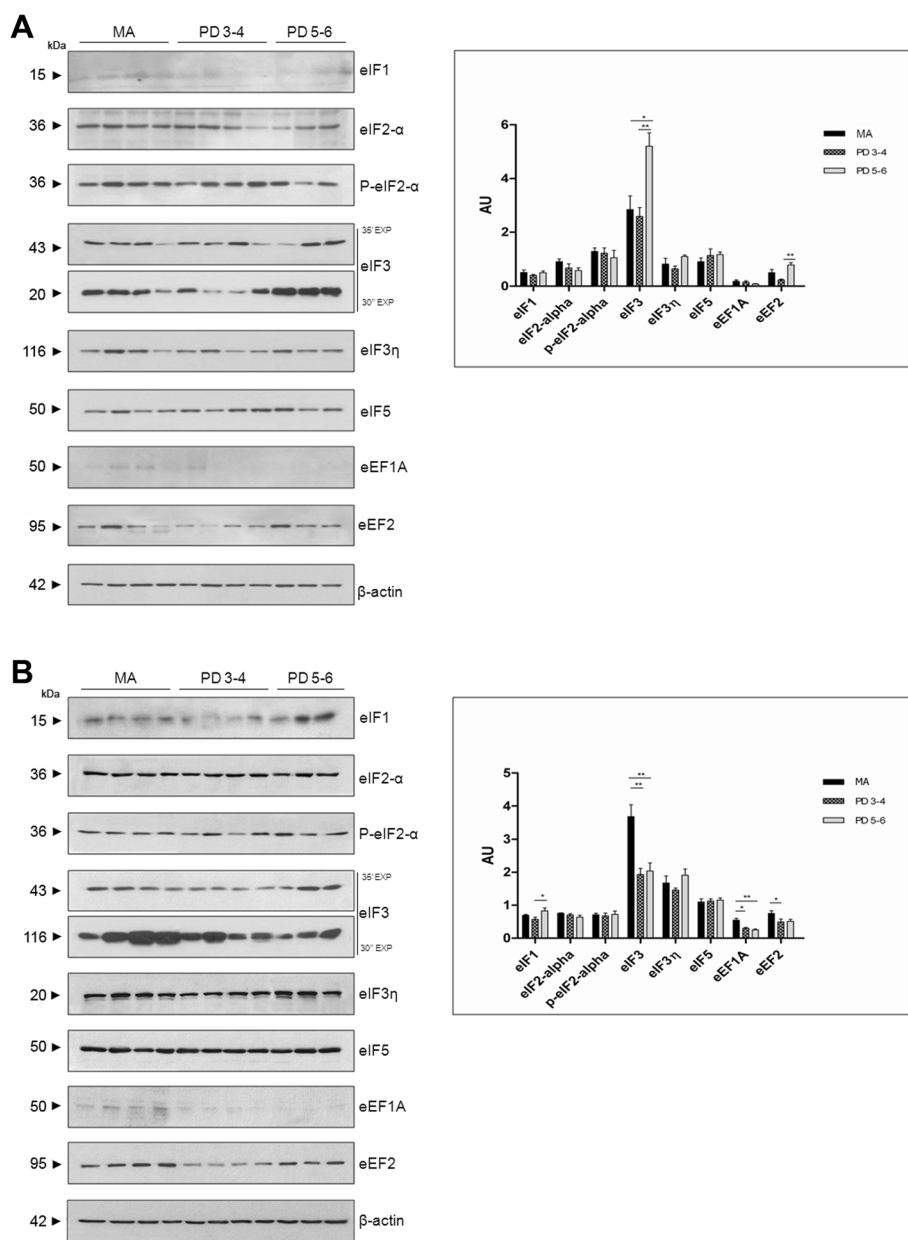 A
MA PD 3-4 PD 5-6
kDa
15 ► eIF1
36 ► eIF2-α
36 ► P-eIF2-α
43 ► 35' EXP
eIF3
20 ► 30" EXP
116 ► eIF3η
50 ► eIF5
50 ► eEF1A
95 ► eEF2
42 ► β-actin
AU
6
4
2
0
* 
**
**
MA
PD 3-4
PD 5-6
eIF1 eIF2-alpha p-eIF2-alpha eIF3 eIF3η eIF5 eEF1A eEF2
B
MA PD 3-4 PD 5-6
kDa
15 ► eIF1
36 ► eIF2-α
36 ► P-eIF2-α
43 ► 35' EXP
eIF3
116 ► 30" EXP
20 ► eIF3η
50 ► eIF5
50 ► eEF1A
95 ► eEF2
42 ► β-actin
AU
5
4
3
2
1
0
*
**
**
**
*
*
MA
PD 3-4
PD 5-6
eIF1 eIF2-alpha p-eIF2-alpha eIF3 eIF3η eIF5 eEF1A eEF2